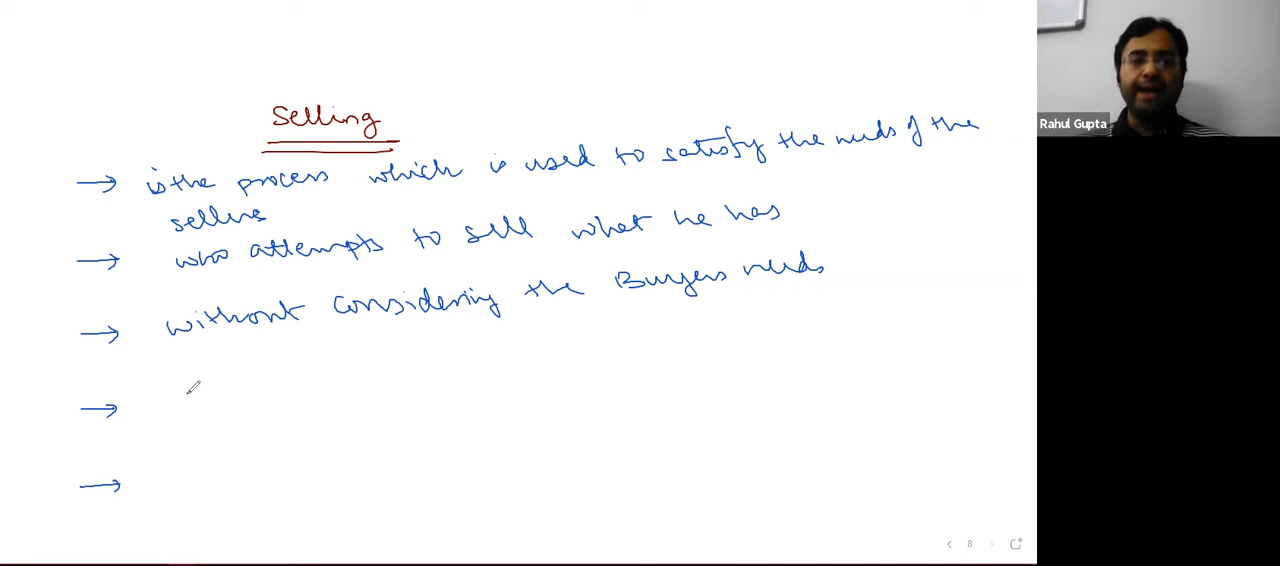 Selling
→ is the process which is used to satisfy the needs of the
sellers
→ who attempts to sell what he has
→ without considering the Buyers needs
→
→
Rahul Gupta
8